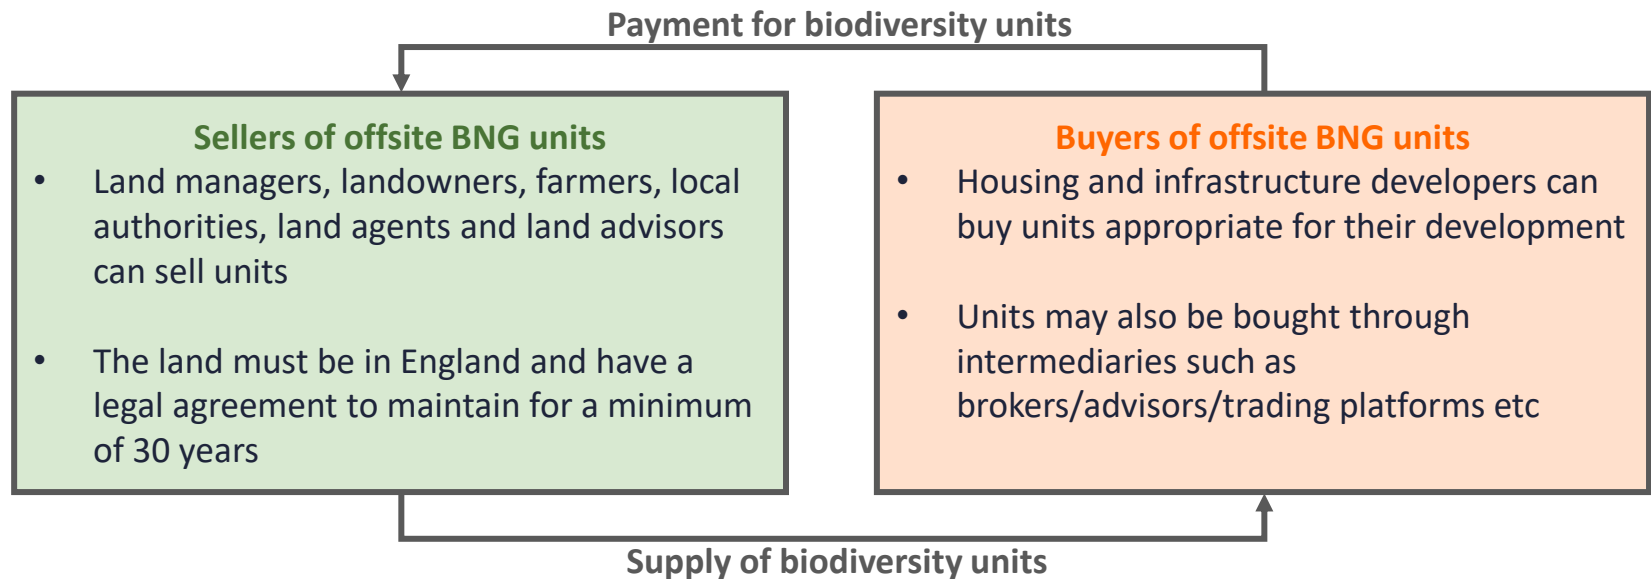 Payment for biodiversity units
Sellers of offsite BNG units
• Land managers, landowners, farmers, local
authorities, land agents and land advisors
can sell units
• The land must be in England and have a
legal agreement to maintain for a minimum
of 30 years
Buyers of offsite BNG units
• Housing and infrastructure developers can
buy units appropriate for their development
• Units may also be bought through
intermediaries such as
brokers/advisors/trading platforms etc
Supply of biodiversity units